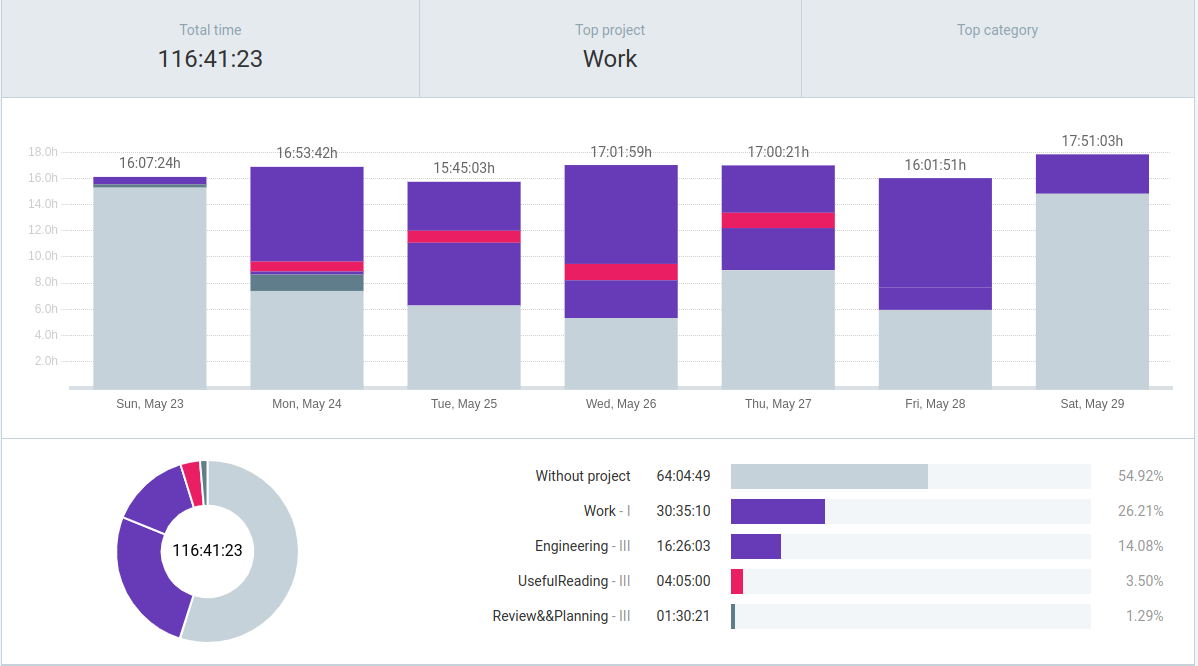 Total time
116:41:23
Top project
Work
Top category
18.0h
16.0h
14.0h
12.0h
10.0h
8.0h
6.0h
4.0h
2.0h
16:07:24h
16:53:42h
15:45:03h
17:01:59h
17:00:21h
16:01:51h
17:51:03h
Sun, May 23
Mon, May 24
Tue, May 25
Wed, May 26
Thu, May 27
Fri, May 28
Sat, May 29
116:41:23
Without project 64:04:49 54.92%
Work - I 30:35:10 26.21%
Engineering - III 16:26:03 14.08%
UsefulReading - III 04:05:00 3.50%
Review&&Planning - III 01:30:21 1.29%